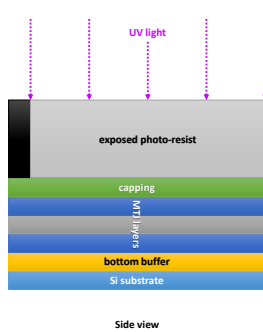 UV light
exposed photo-resist
capping
MTJ layers
bottom buffer
Si substrate
Side view